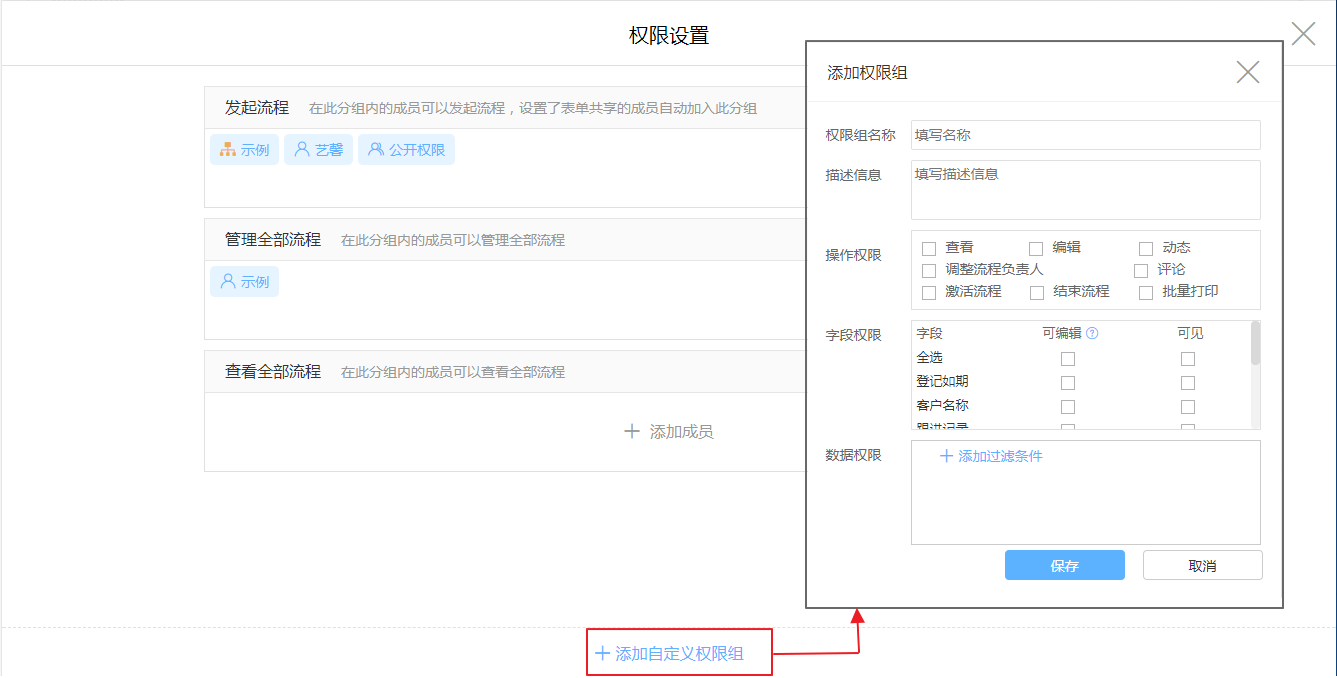 权限设置
发起流程 在此分组内的成员可以发起流程，设置了表单共享的成员自动加入此分组
示例 艺馨 公开权限
管理全部流程 在此分组内的成员可以管理全部流程
示例
查看全部流程 在此分组内的成员可以查看全部流程
添加成员
添加自定义权限组
添加权限组
权限组名称 填写名称
描述信息 填写描述信息
操作权限
查看 编辑 动态
调整流程负责人 评论
激活流程 结束流程 批量打印
字段权限
字段 可编辑 ? 可见
全选
登记如期
客户名称
跟进记录
数据权限
添加过滤条件
保存 取消